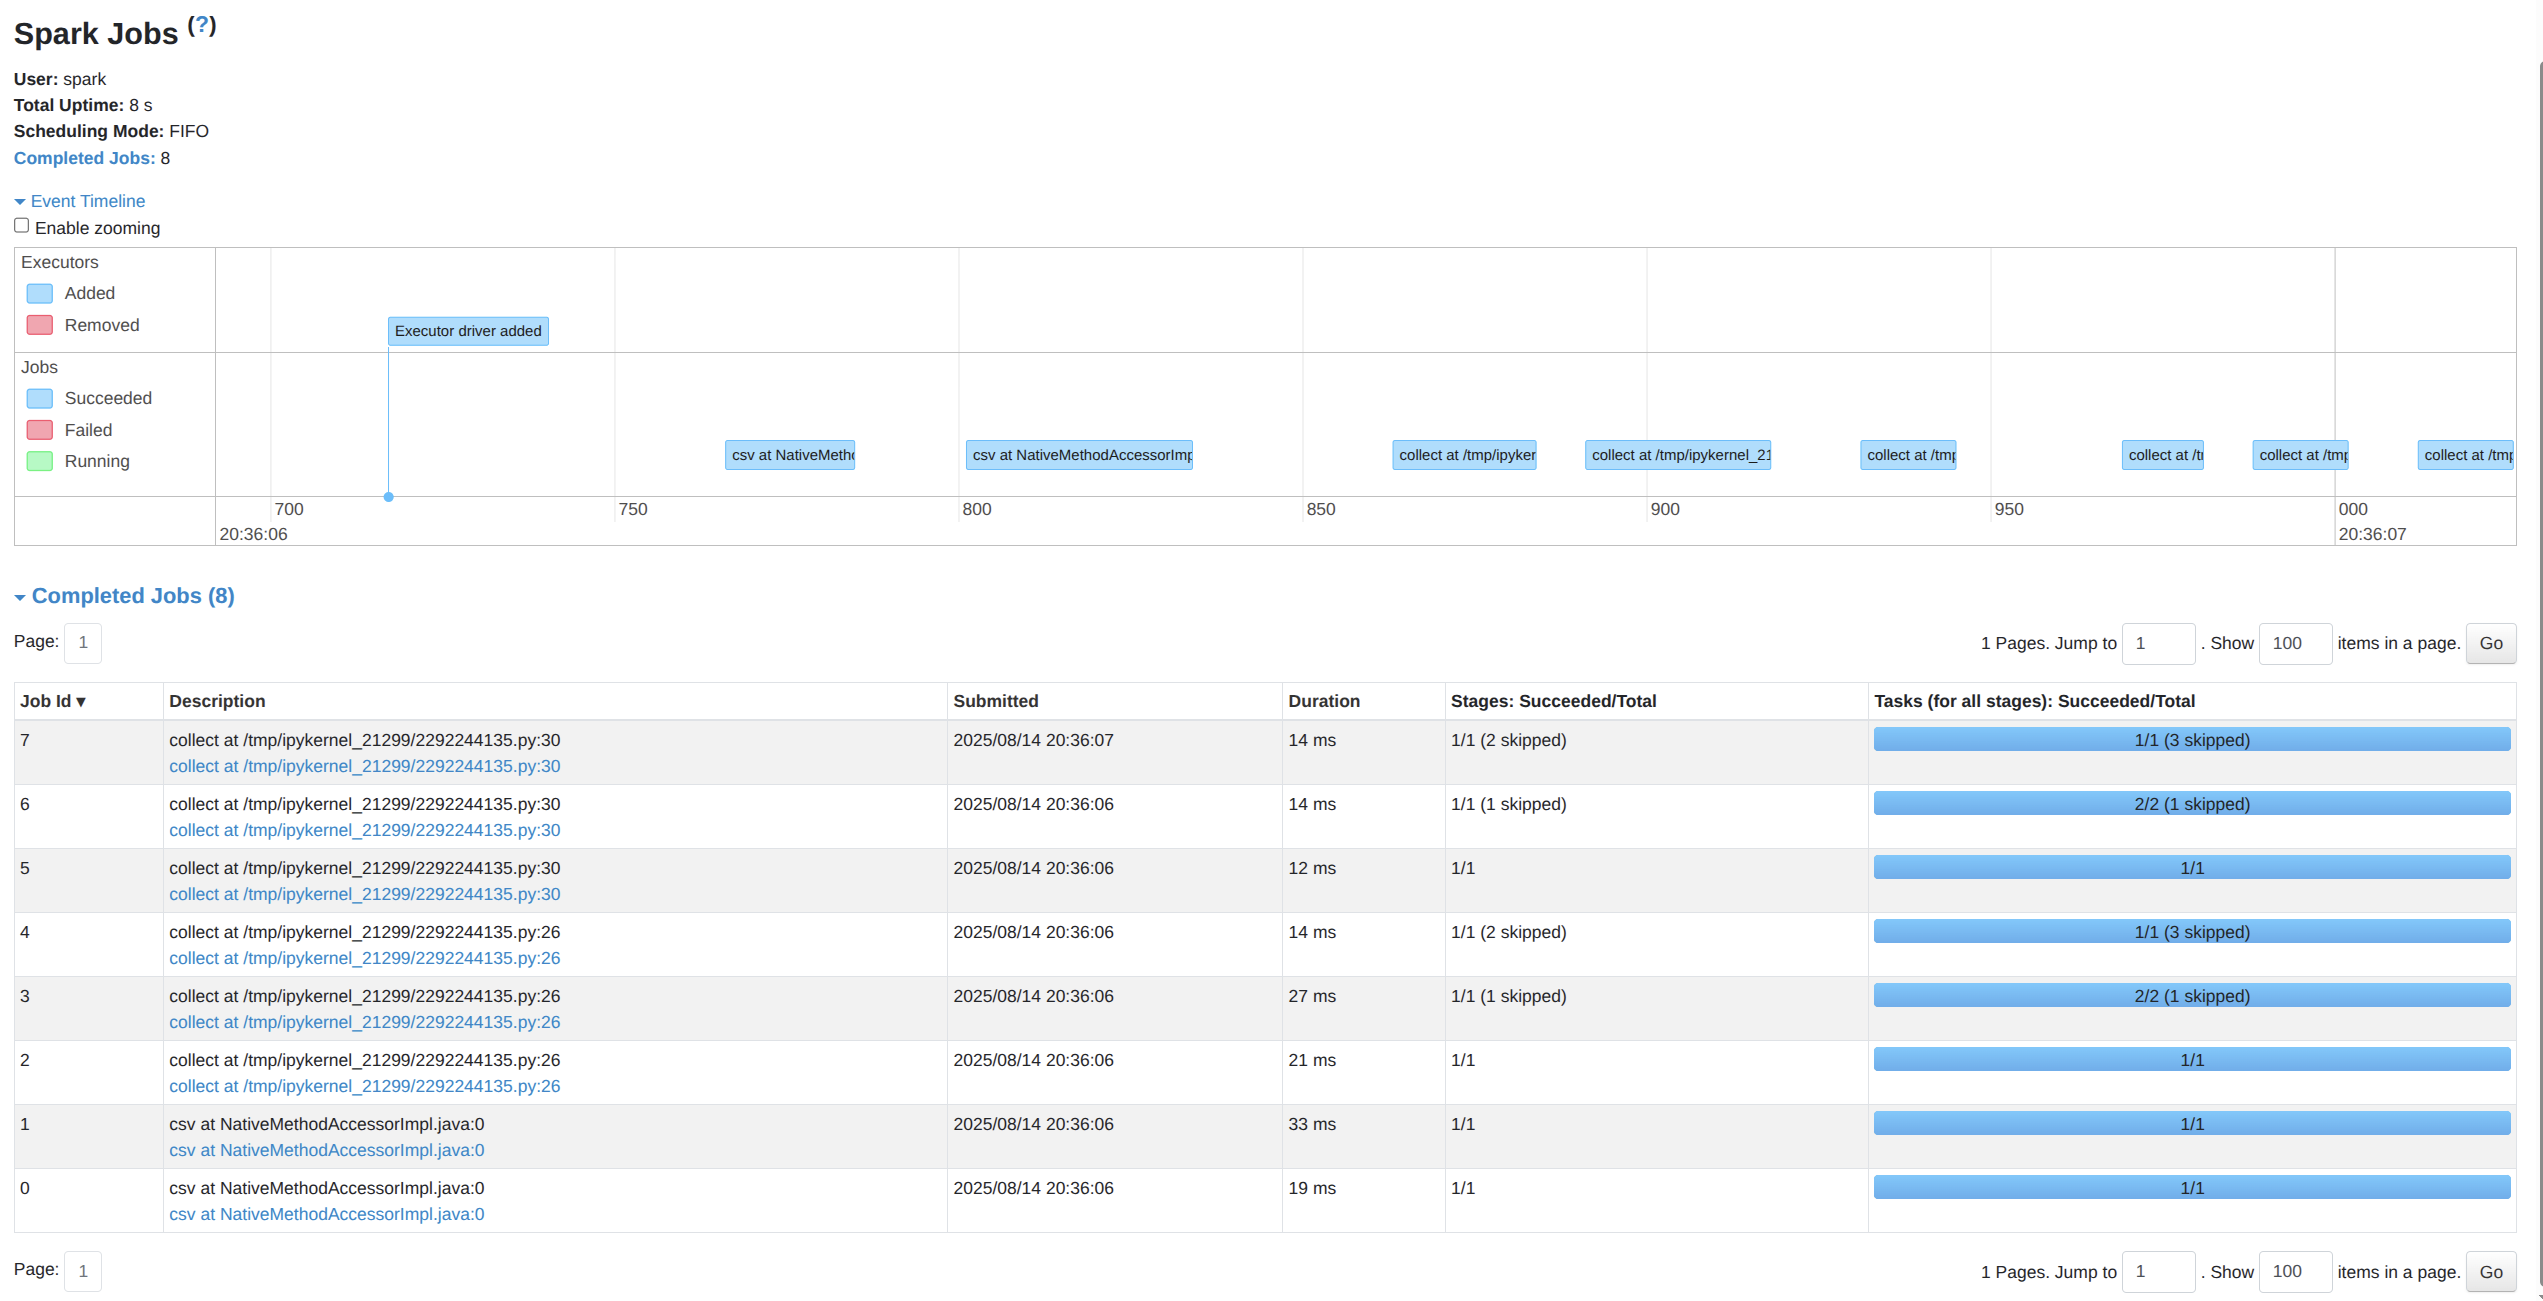 Spark Jobs (?)
User: spark
Total Uptime: 8 s
Scheduling Mode: FIFO
Completed Jobs: 8
Event Timeline
Enable zooming
Executors
Added
Removed
Executor driver added
Jobs
Succeeded
Failed
Running
csv at NativeMetho
csv at NativeMethodAccessorImp
collect at /tmp/ipyker
collect at /tmp/ipykernel_21
collect at /tmp
collect at /t
collect at /tmp
collect at /tmp
700 750 800 850 900 950 000
20:36:06 20:36:07
Completed Jobs (8)
Page: 1 1 Pages. Jump to 1 . Show 100 items in a page. Go
Job Id ▾ Description Submitted Duration Stages: Succeeded/Total Tasks (for all stages): Succeeded/Total
7 collect at /tmp/ipykernel_21299/2292244135.py:30 2025/08/14 20:36:07 14 ms 1/1 (2 skipped) 1/1 (3 skipped)
collect at /tmp/ipykernel_21299/2292244135.py:30
6 collect at /tmp/ipykernel_21299/2292244135.py:30 2025/08/14 20:36:06 14 ms 1/1 (1 skipped) 2/2 (1 skipped)
collect at /tmp/ipykernel_21299/2292244135.py:30
5 collect at /tmp/ipykernel_21299/2292244135.py:30 2025/08/14 20:36:06 12 ms 1/1 1/1
collect at /tmp/ipykernel_21299/2292244135.py:30
4 collect at /tmp/ipykernel_21299/2292244135.py:26 2025/08/14 20:36:06 14 ms 1/1 (2 skipped) 1/1 (3 skipped)
collect at /tmp/ipykernel_21299/2292244135.py:26
3 collect at /tmp/ipykernel_21299/2292244135.py:26 2025/08/14 20:36:06 27 ms 1/1 (1 skipped) 2/2 (1 skipped)
collect at /tmp/ipykernel_21299/2292244135.py:26
2 collect at /tmp/ipykernel_21299/2292244135.py:26 2025/08/14 20:36:06 21 ms 1/1 1/1
collect at /tmp/ipykernel_21299/2292244135.py:26
1 csv at NativeMethodAccessorImpl.java:0 2025/08/14 20:36:06 33 ms 1/1 1/1
csv at NativeMethodAccessorImpl.java:0
0 csv at NativeMethodAccessorImpl.java:0 2025/08/14 20:36:06 19 ms 1/1 1/1
csv at NativeMethodAccessorImpl.java:0
Page: 1 1 Pages. Jump to 1 . Show 100 items in a page. Go